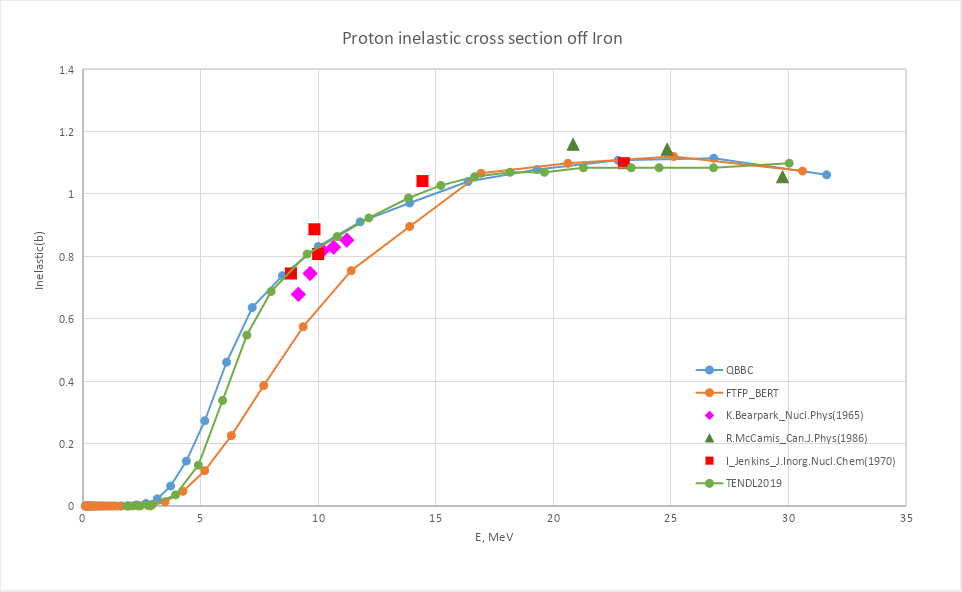 Proton inelastic cross section off Iron
1.4
1.2
1
0.8
0.6
0.4
0.2
0
Inelastic(b)
0 5 10 15 20 25 30 35
E, MeV
QBBC
FTFP_BERT
K.Bearpark_Nucl.Phys(1965)
R.McCamis_Can.J.Phys(1986)
I_Jenkins_J.Inorg.Nucl.Chem(1970)
TENDL2019